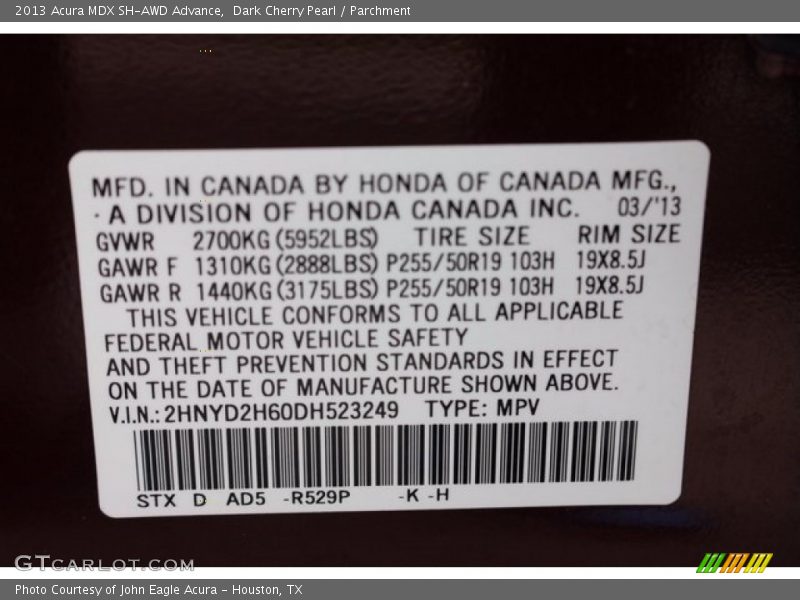 2013 Acura MDX SH-AWD Advance, Dark Cherry Pearl / Parchment
MFD. IN CANADA BY HONDA OF CANADA MFG.,
· A DIVISION OF HONDA CANADA INC. 03/'13
GVWR 2700KG (5952LBS) TIRE SIZE RIM SIZE
GAWR F 1310KG (2888LBS) P255/50R19 103H 19X8.5J
GAWR R 1440KG (3175LBS) P255/50R19 103H 19X8.5J
THIS VEHICLE CONFORMS TO ALL APPLICABLE
FEDERAL MOTOR VEHICLE SAFETY
AND THEFT PREVENTION STANDARDS IN EFFECT
ON THE DATE OF MANUFACTURE SHOWN ABOVE.
V.I.N.: 2HNYD2H60DH523249 TYPE: MPV
STX D AD5 -R529P -K -H
GTCARLOT.COM
Photo Courtesy of John Eagle Acura - Houston, TX